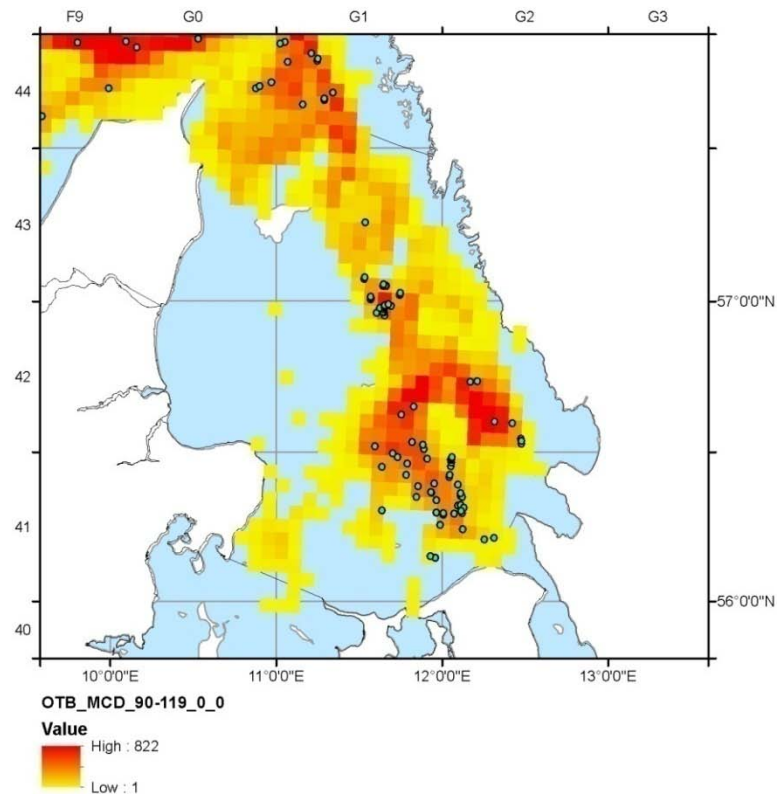 F9 G0 G1 G2 G3
44
43
57°0'0"N
42
41
56°0'0"N
40
10°0'0"E 11°0'0"E 12°0'0"E 13°0'0"E
OTB_MCD_90-119_0_0
Value
High : 822
Low : 1